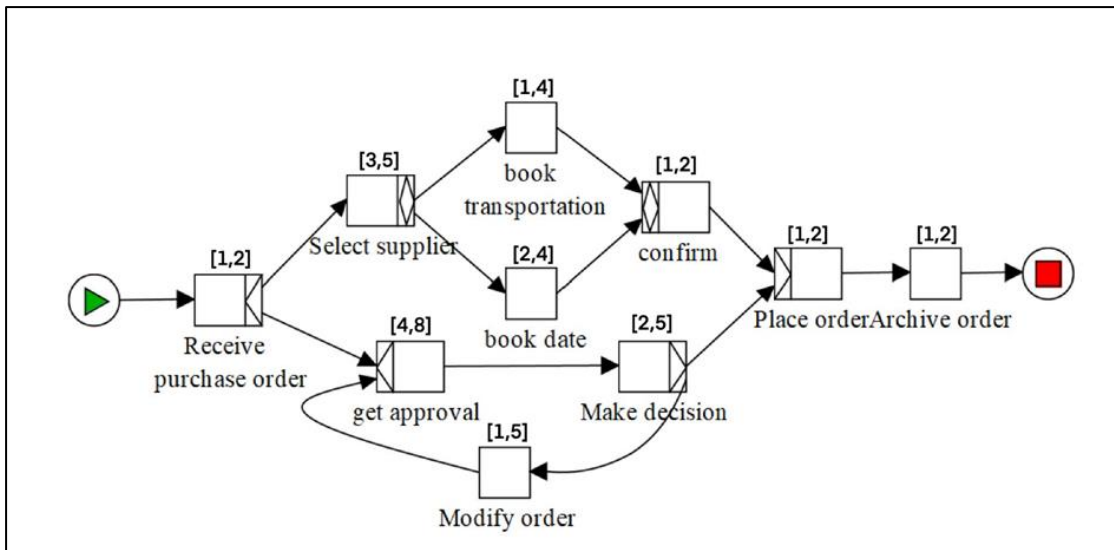 [1,4]
book
transportation
[3,5]
Select supplier
[1,2]
confirm
[2,4]
book date
[1,2]
Receive
purchase order
[4,8]
get approval
[2,5]
Make decision
[1,5]
Modify order
[1,2]
Place order
[1,2]
Archive order